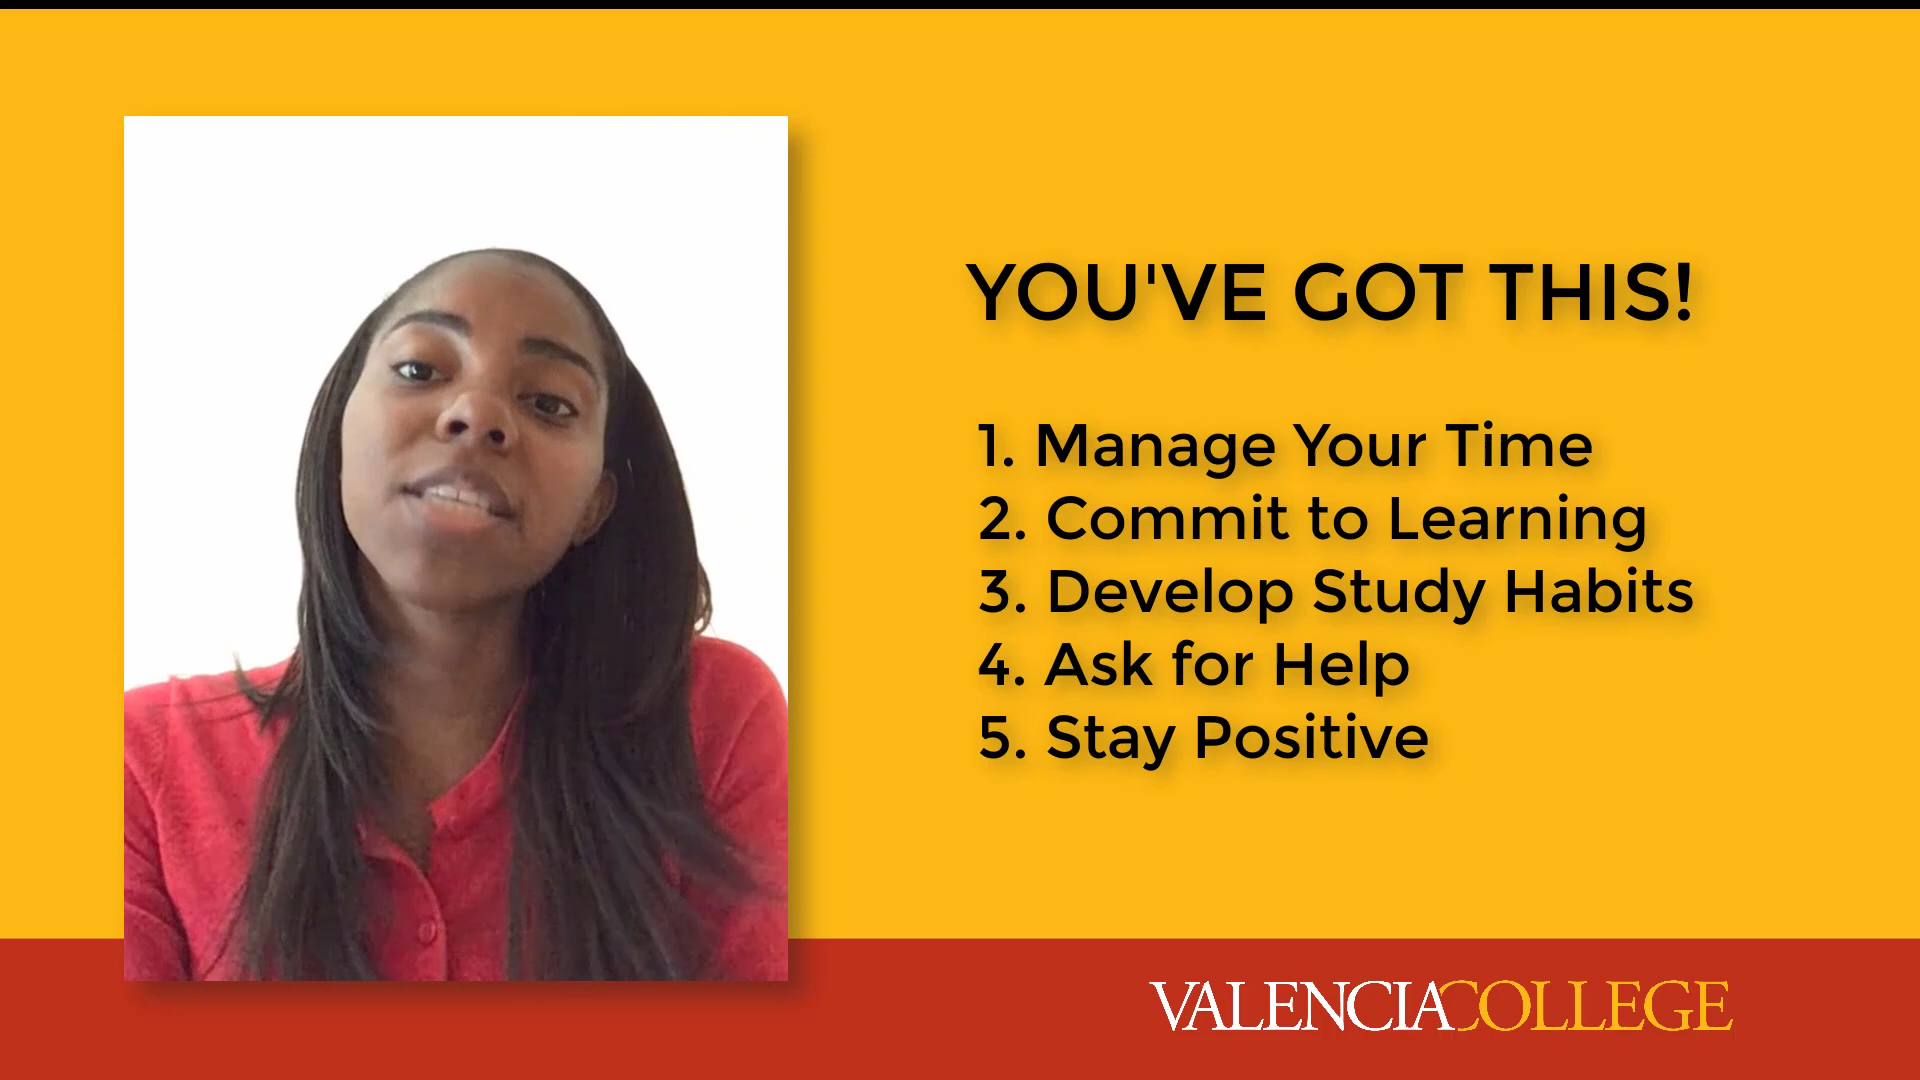 YOU'VE GOT THIS!
1. Manage Your Time
2. Commit to Learning
3. Develop Study Habits
4. Ask for Help
5. Stay Positive
VALENCIACOLLEGE